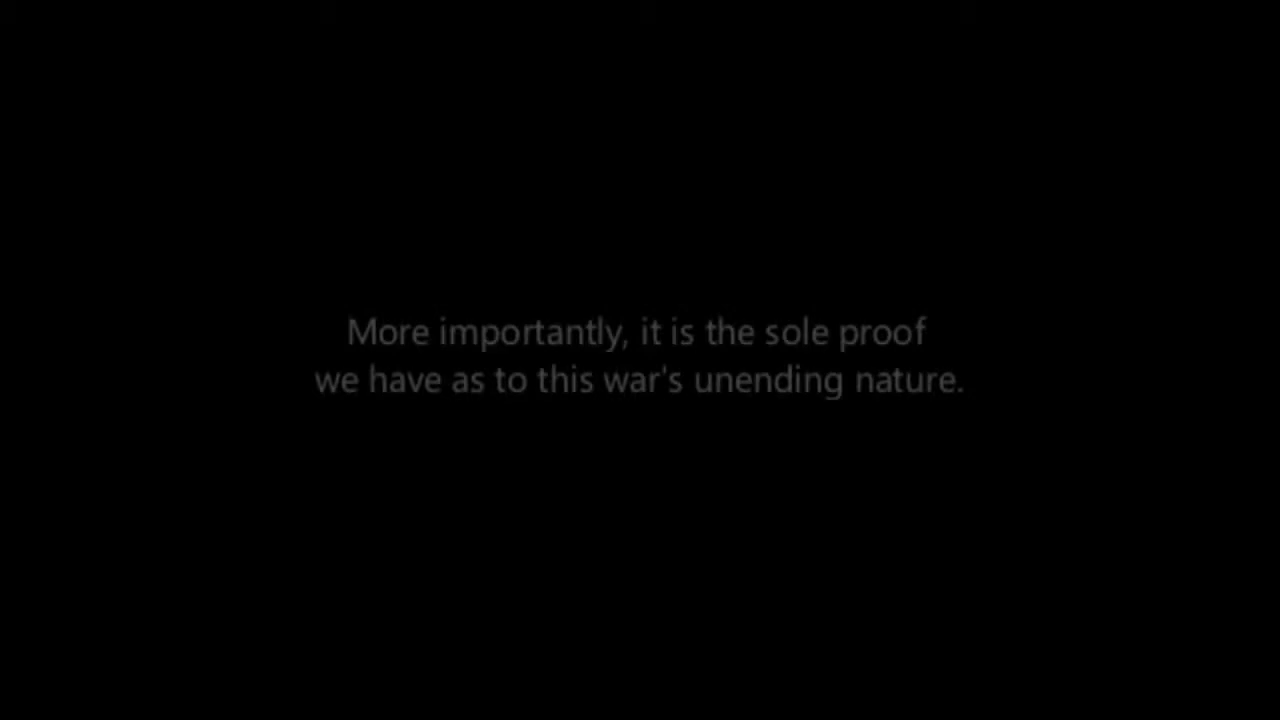 More importantly, it is the sole proof
we have as to this war's unending nature.